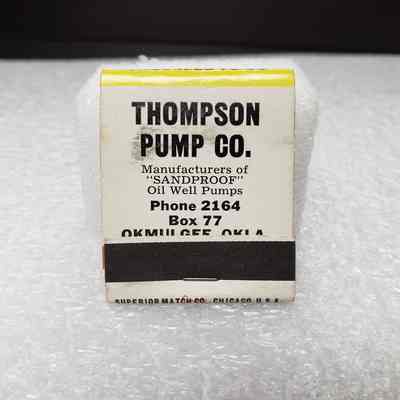 THOMPSON
PUMP CO.
Manufacturers of
"SANDPROOF"
Oil Well Pumps
Phone 2164
Box 77
OKMULGEE, OKLA.
SUPERIOR MATCH CO., CHICAGO, U.S.A.